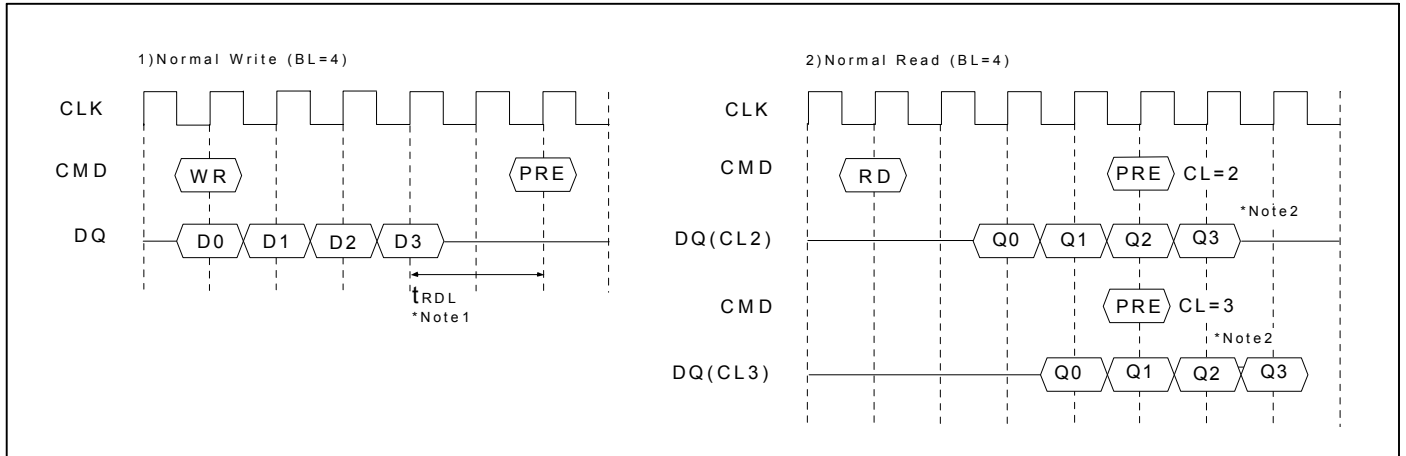 1)Normal Write (BL=4)
CLK
CMD WR PRE
DQ D0 D1 D2 D3
tRDL
*Note1
2)Normal Read (BL=4)
CLK
CMD RD PRE CL=2
*Note2
DQ(CL2) Q0 Q1 Q2 Q3
CMD PRE CL=3
*Note2
DQ(CL3) Q0 Q1 Q2 Q3